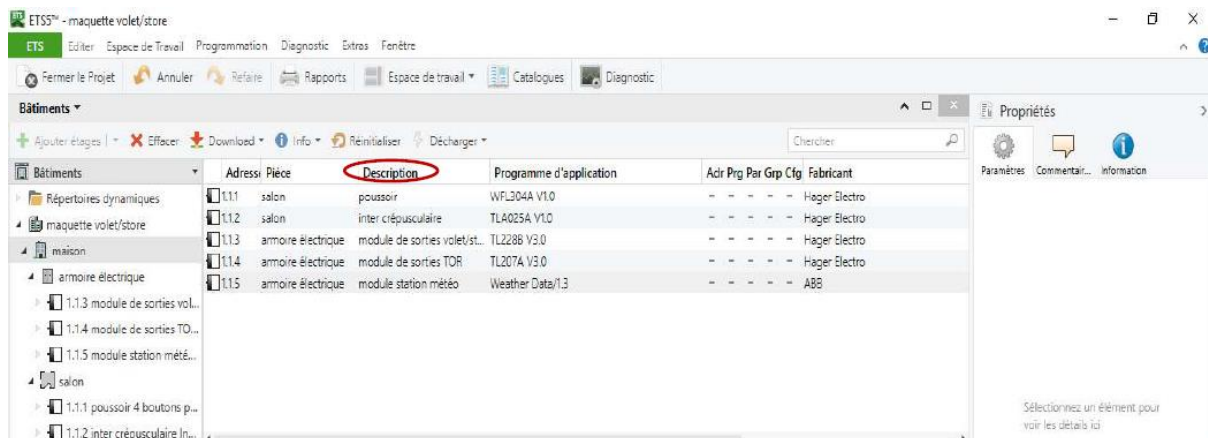 ETS5™ - maquette volet/store
ETS Editer Espace de Travail Programmation Diagnostic Extras Fenêtre
Fermer le Projet Annuler Refaire Rapports Espace de travail Catalogues Diagnostic
Bâtiments
Ajouter étages Effacer Download Info Réinitialiser Décharger Chercher
Bâtiments
Adresse Pièce Description Programme d'application Adr Prg Par Grp Cfg Fabricant
1.1.1 salon poussoir WFL304A V1.0 - - - - - Hager Electro
1.1.2 salon inter crépusculaire TLA025A V1.0 - - - - - Hager Electro
1.1.3 armoire électrique module de sorties volet/st... TL228B V3.0 - - - - - Hager Electro
1.1.4 armoire électrique module de sorties TOR TL207A V3.0 - - - - - Hager Electro
1.1.5 armoire électrique module station météo Weather Data/1.3 - - - - - ABB
Répertoires dynamiques
maquette volet/store
maison
armoire électrique
1.1.3 module de sorties vol...
1.1.4 module de sorties TO...
1.1.5 module station mété...
salon
1.1.1 poussoir 4 boutons p...
1.1.2 inter crépusculaire In...
Propriétés
Paramètres Commentair... Information
Sélectionnez un élément pour
voir les détails ici